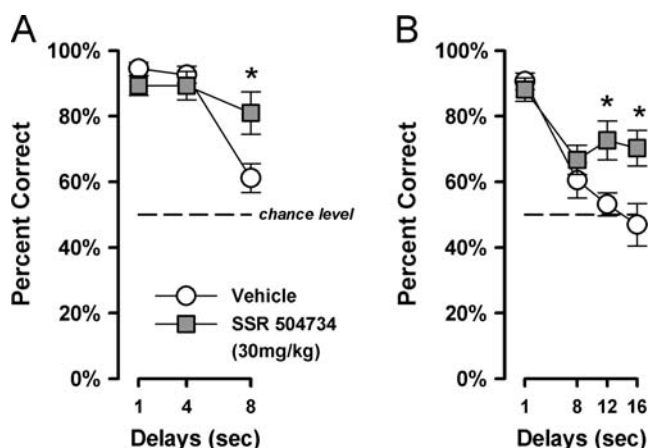 A
100%
80%
60%
40%
20%
0%
Percent Correct
*
chance level
Vehicle
SSR 504734
(30mg/kg)
1 4 8
Delays (sec)
B
100%
80%
60%
40%
20%
0%
Percent Correct
* *
1 8 12 16
Delays (sec)